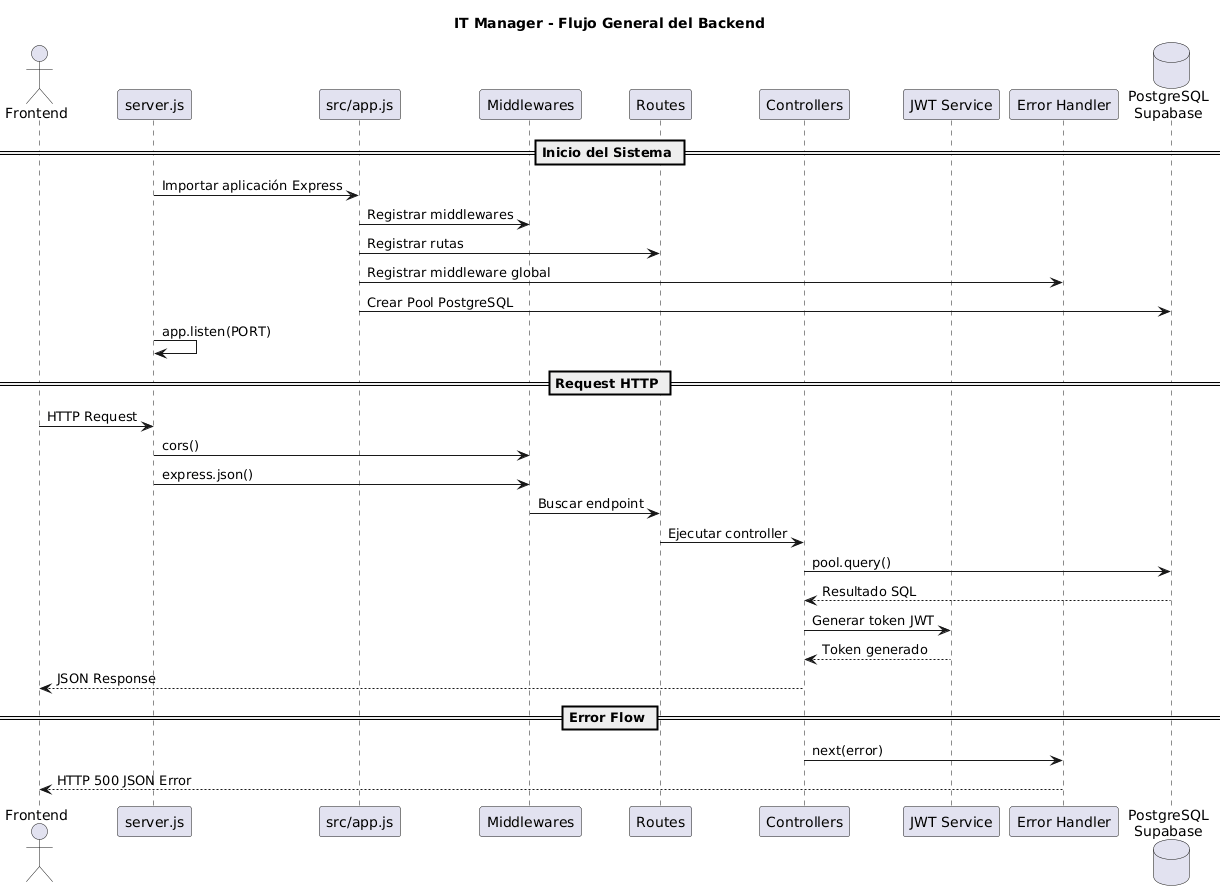 IT Manager - Flujo General del Backend
Frontend
server.js
src/app.js
Middlewares
Routes
Controllers
JWT Service
Error Handler
PostgreSQL
Supabase
Inicio del Sistema
Importar aplicación Express
Registrar middlewares
Registrar rutas
Registrar middleware global
Crear Pool PostgreSQL
app.listen(PORT)
Request HTTP
HTTP Request
cors()
express.json()
Buscar endpoint
Ejecutar controller
pool.query()
Resultado SQL
Generar token JWT
Token generado
JSON Response
Error Flow
next(error)
HTTP 500 JSON Error
Frontend
server.js
src/app.js
Middlewares
Routes
Controllers
JWT Service
Error Handler
PostgreSQL
Supabase